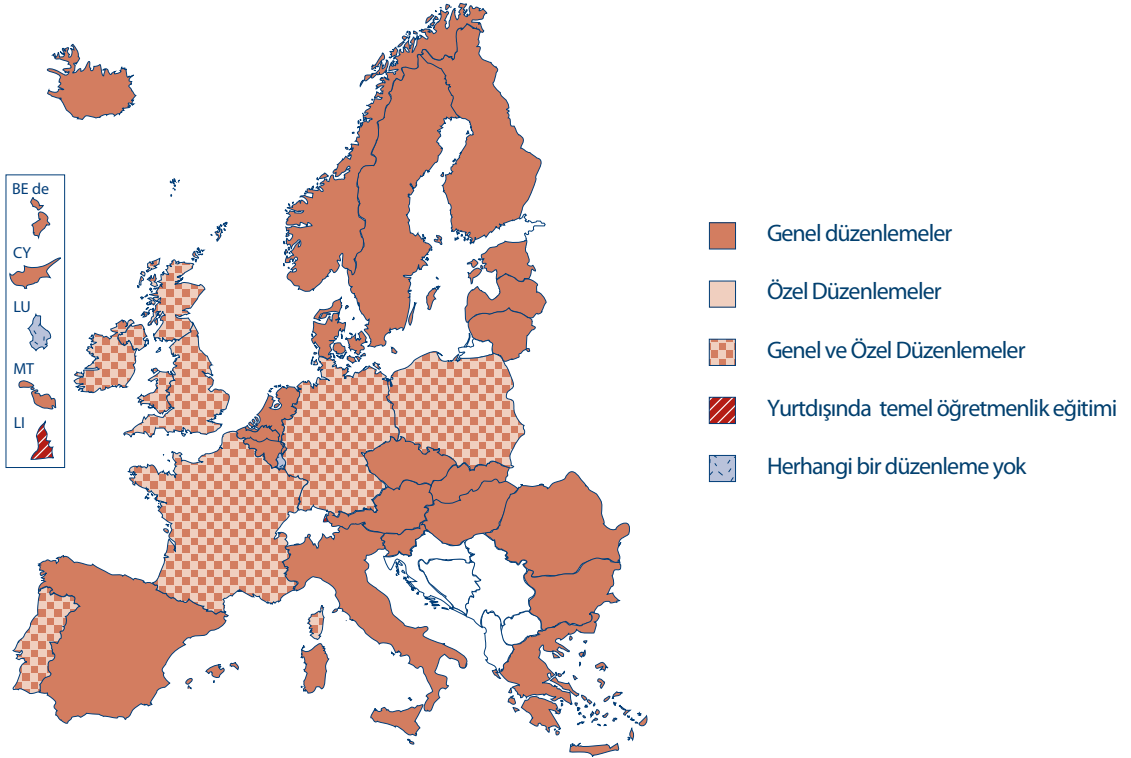 BE de
CY
LU
MT
LI
Genel düzenlemeler
Özel Düzenlemeler
Genel ve Özel Düzenlemeler
Yurtdışında temel öğretmenlik eğitimi
Herhangi bir düzenleme yok